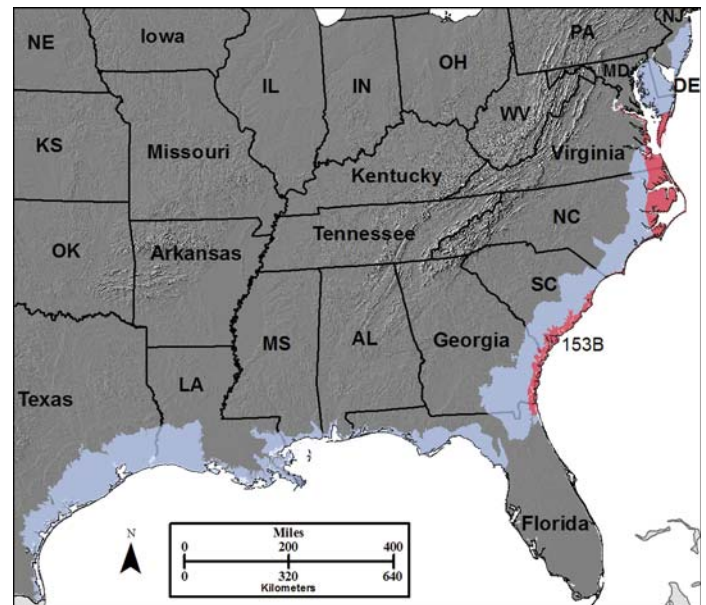 NJ
PA
NE
Iowa
OH
IL
IN
MD
DE
WV
KS
Missouri
Virginia
Kentucky
NC
OK
Arkansas
Tennessee
SC
MS
AL
Georgia
153B
LA
Texas
Florida
N
Miles
0 200 400
0 320 640
Kilometers